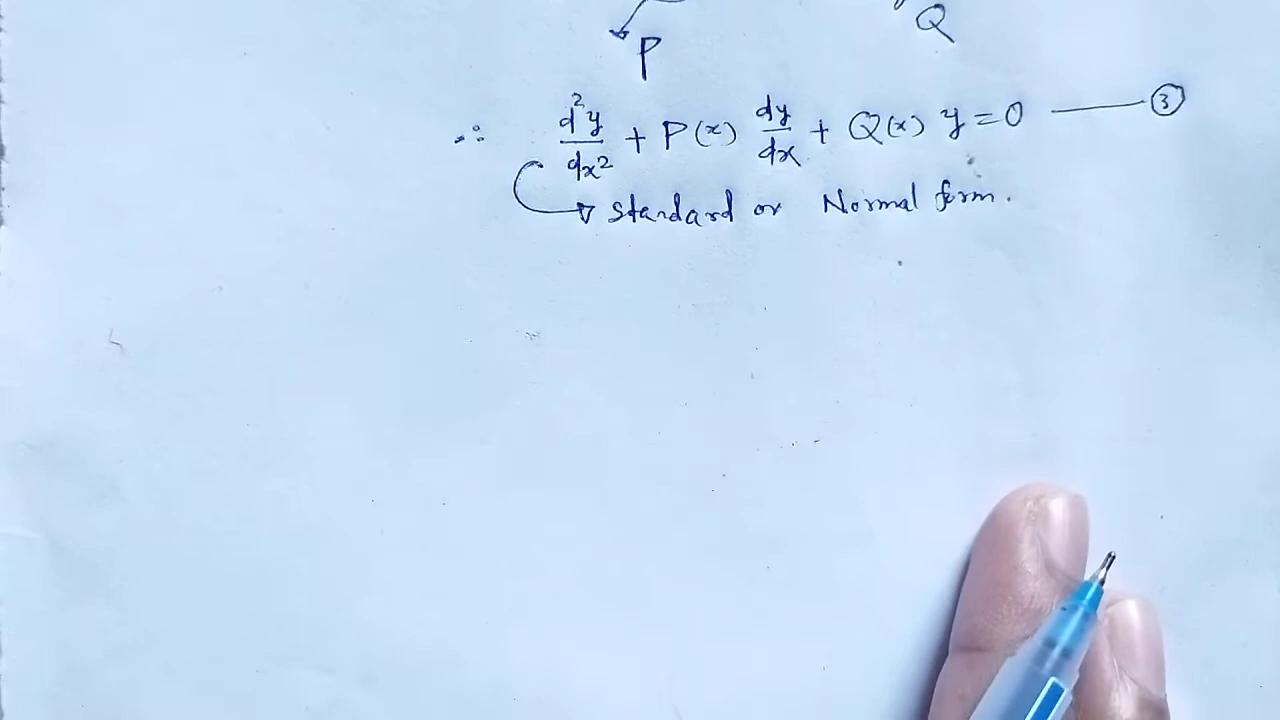 P Q
∴ d²y/dx² + P(x) dy/dx + Q(x) y = 0 ——— ③
Standard or Normal form.